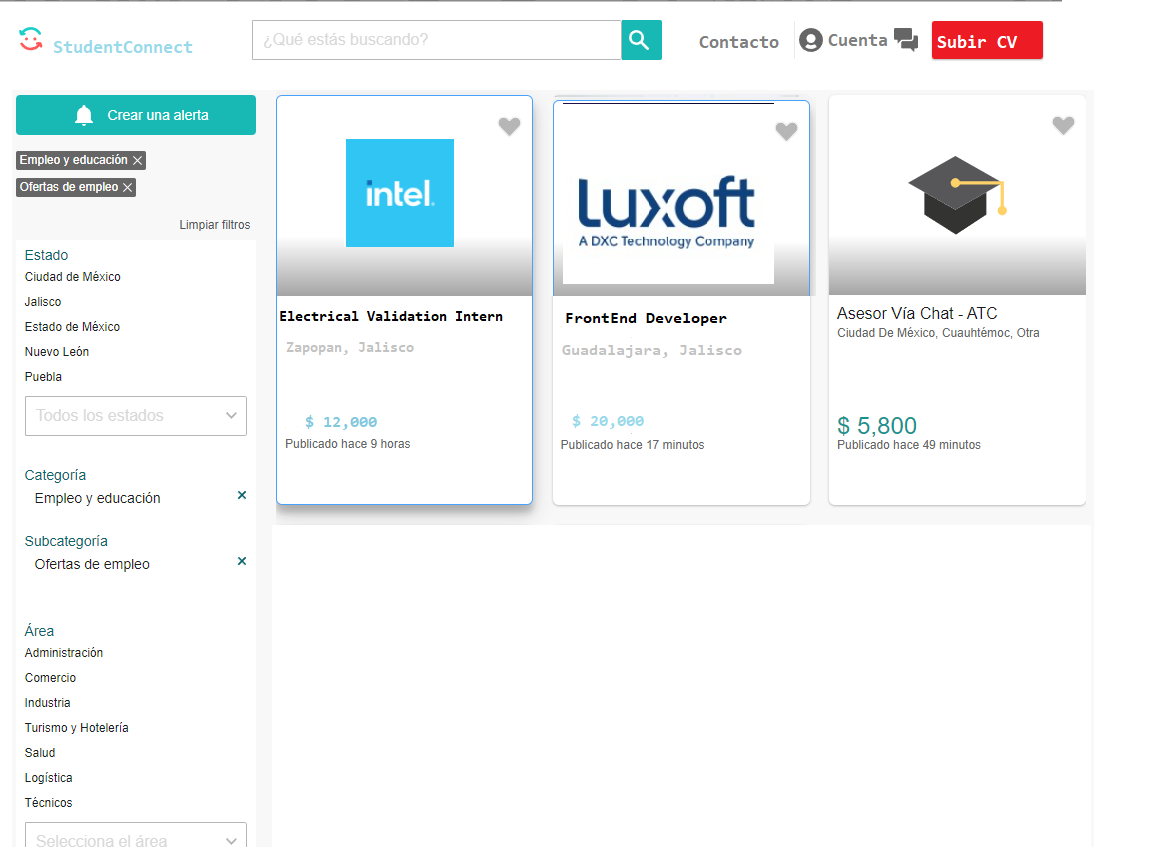 StudentConnect
¿Qué estás buscando?
Contacto
Cuenta
Subir CV
Crear una alerta
Empleo y educación
Ofertas de empleo
Limpiar filtros
Estado
Ciudad de México
Jalisco
Estado de México
Nuevo León
Puebla
Todos los estados
Categoría
Empleo y educación
Subcategoría
Ofertas de empleo
Área
Administración
Comercio
Industria
Turismo y Hotelería
Salud
Logística
Técnicos
Selecciona el área
intel.
Electrical Validation Intern
Zapopan, Jalisco
$ 12,000
Publicado hace 9 horas
Luxoft
A DXC Technology Company
FrontEnd Developer
Guadalajara, Jalisco
$ 20,000
Publicado hace 17 minutos
Asesor Vía Chat - ATC
Ciudad De México, Cuauhtémoc, Otra
$ 5,800
Publicado hace 49 minutos